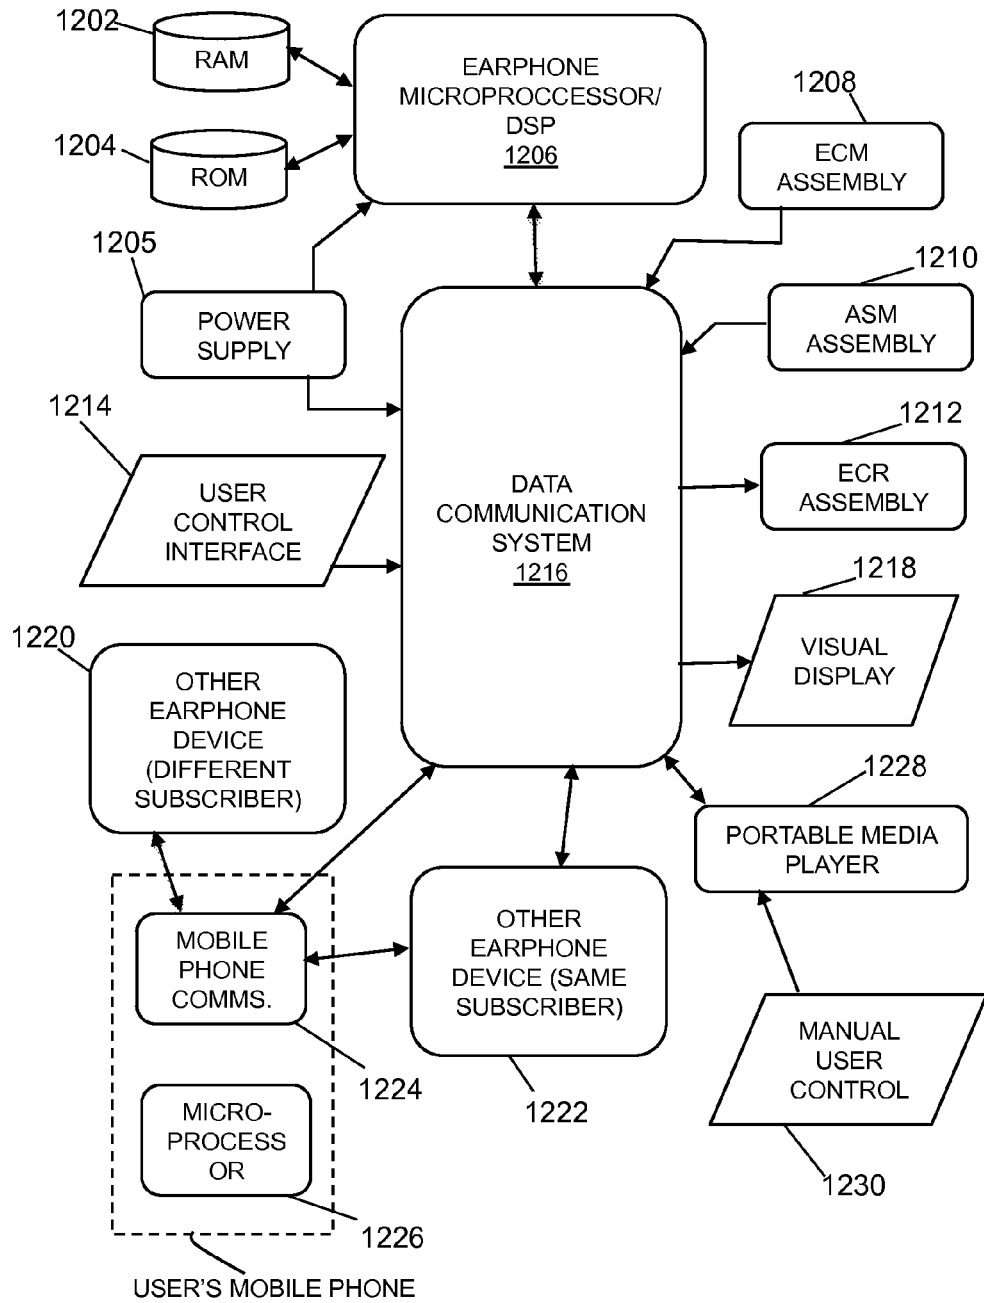 1202
RAM
1204
ROM
EARPHONE
MICROPROCCESSOR/
DSP
1206
1208
ECM
ASSEMBLY
1205
POWER
SUPPLY
1210
ASM
ASSEMBLY
1214
USER
CONTROL
INTERFACE
DATA
COMMUNICATION
SYSTEM
1216
1212
ECR
ASSEMBLY
1218
VISUAL
DISPLAY
1220
OTHER
EARPHONE
DEVICE
(DIFFERENT
SUBSCRIBER)
1228
PORTABLE MEDIA
PLAYER
MOBILE
PHONE
COMMS.
1224
OTHER
EARPHONE
DEVICE (SAME
SUBSCRIBER)
1222
MANUAL
USER
CONTROL
1230
MICRO-
PROCESS
OR
1226
USER'S MOBILE PHONE